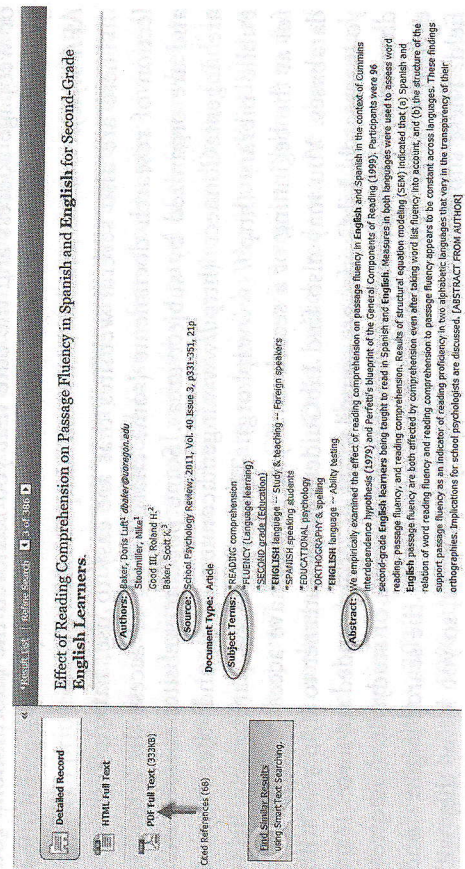 Result List Refine Search 1 of 386
Detailed Record
HTML Full Text
PDF Full Text (333KB)
Cited References (68)
Find Similar Results
using SmartText Searching.
Effect of Reading Comprehension on Passage Fluency in Spanish and English for Second-Grade
English Learners.
Authors: Baker, Doris Luft1 dbaker@uoregon.edu
Stoolmiller, Mike1
Good III, Roland H.2
Baker, Scott K.3
Source: School Psychology Review; 2011, Vol. 40 Issue 3, p331-351, 21p
Document Type: Article
Subject Terms: *READING comprehension
*FLUENCY (Language learning)
*SECOND grade (Education)
*ENGLISH language -- Study & teaching -- Foreign speakers
*SPANISH speaking students
*EDUCATIONAL psychology
*ORTHOGRAPHY & spelling
*ENGLISH language -- Ability testing
Abstract: We empirically examined the effect of reading comprehension on passage fluency in English and Spanish in the context of Cummins
interdependence hypothesis (1979) and Perfetti's blueprint of the General Components of Reading (1999). Participants were 96
second-grade English learners being taught to read in Spanish and English. Measures in both languages were used to assess word
reading, passage fluency, and reading comprehension. Results of structural equation modeling (SEM) indicated that (a) Spanish and
English passage fluency are both affected by comprehension even after taking word list fluency into account, and (b) the structure of the
relation of word reading fluency and reading comprehension to passage fluency appears to be constant across languages. These findings
support passage fluency as an indicator of reading proficiency in two alphabetic languages that vary in the transparency of their
orthographies. Implications for school psychologists are discussed. [ABSTRACT FROM AUTHOR]